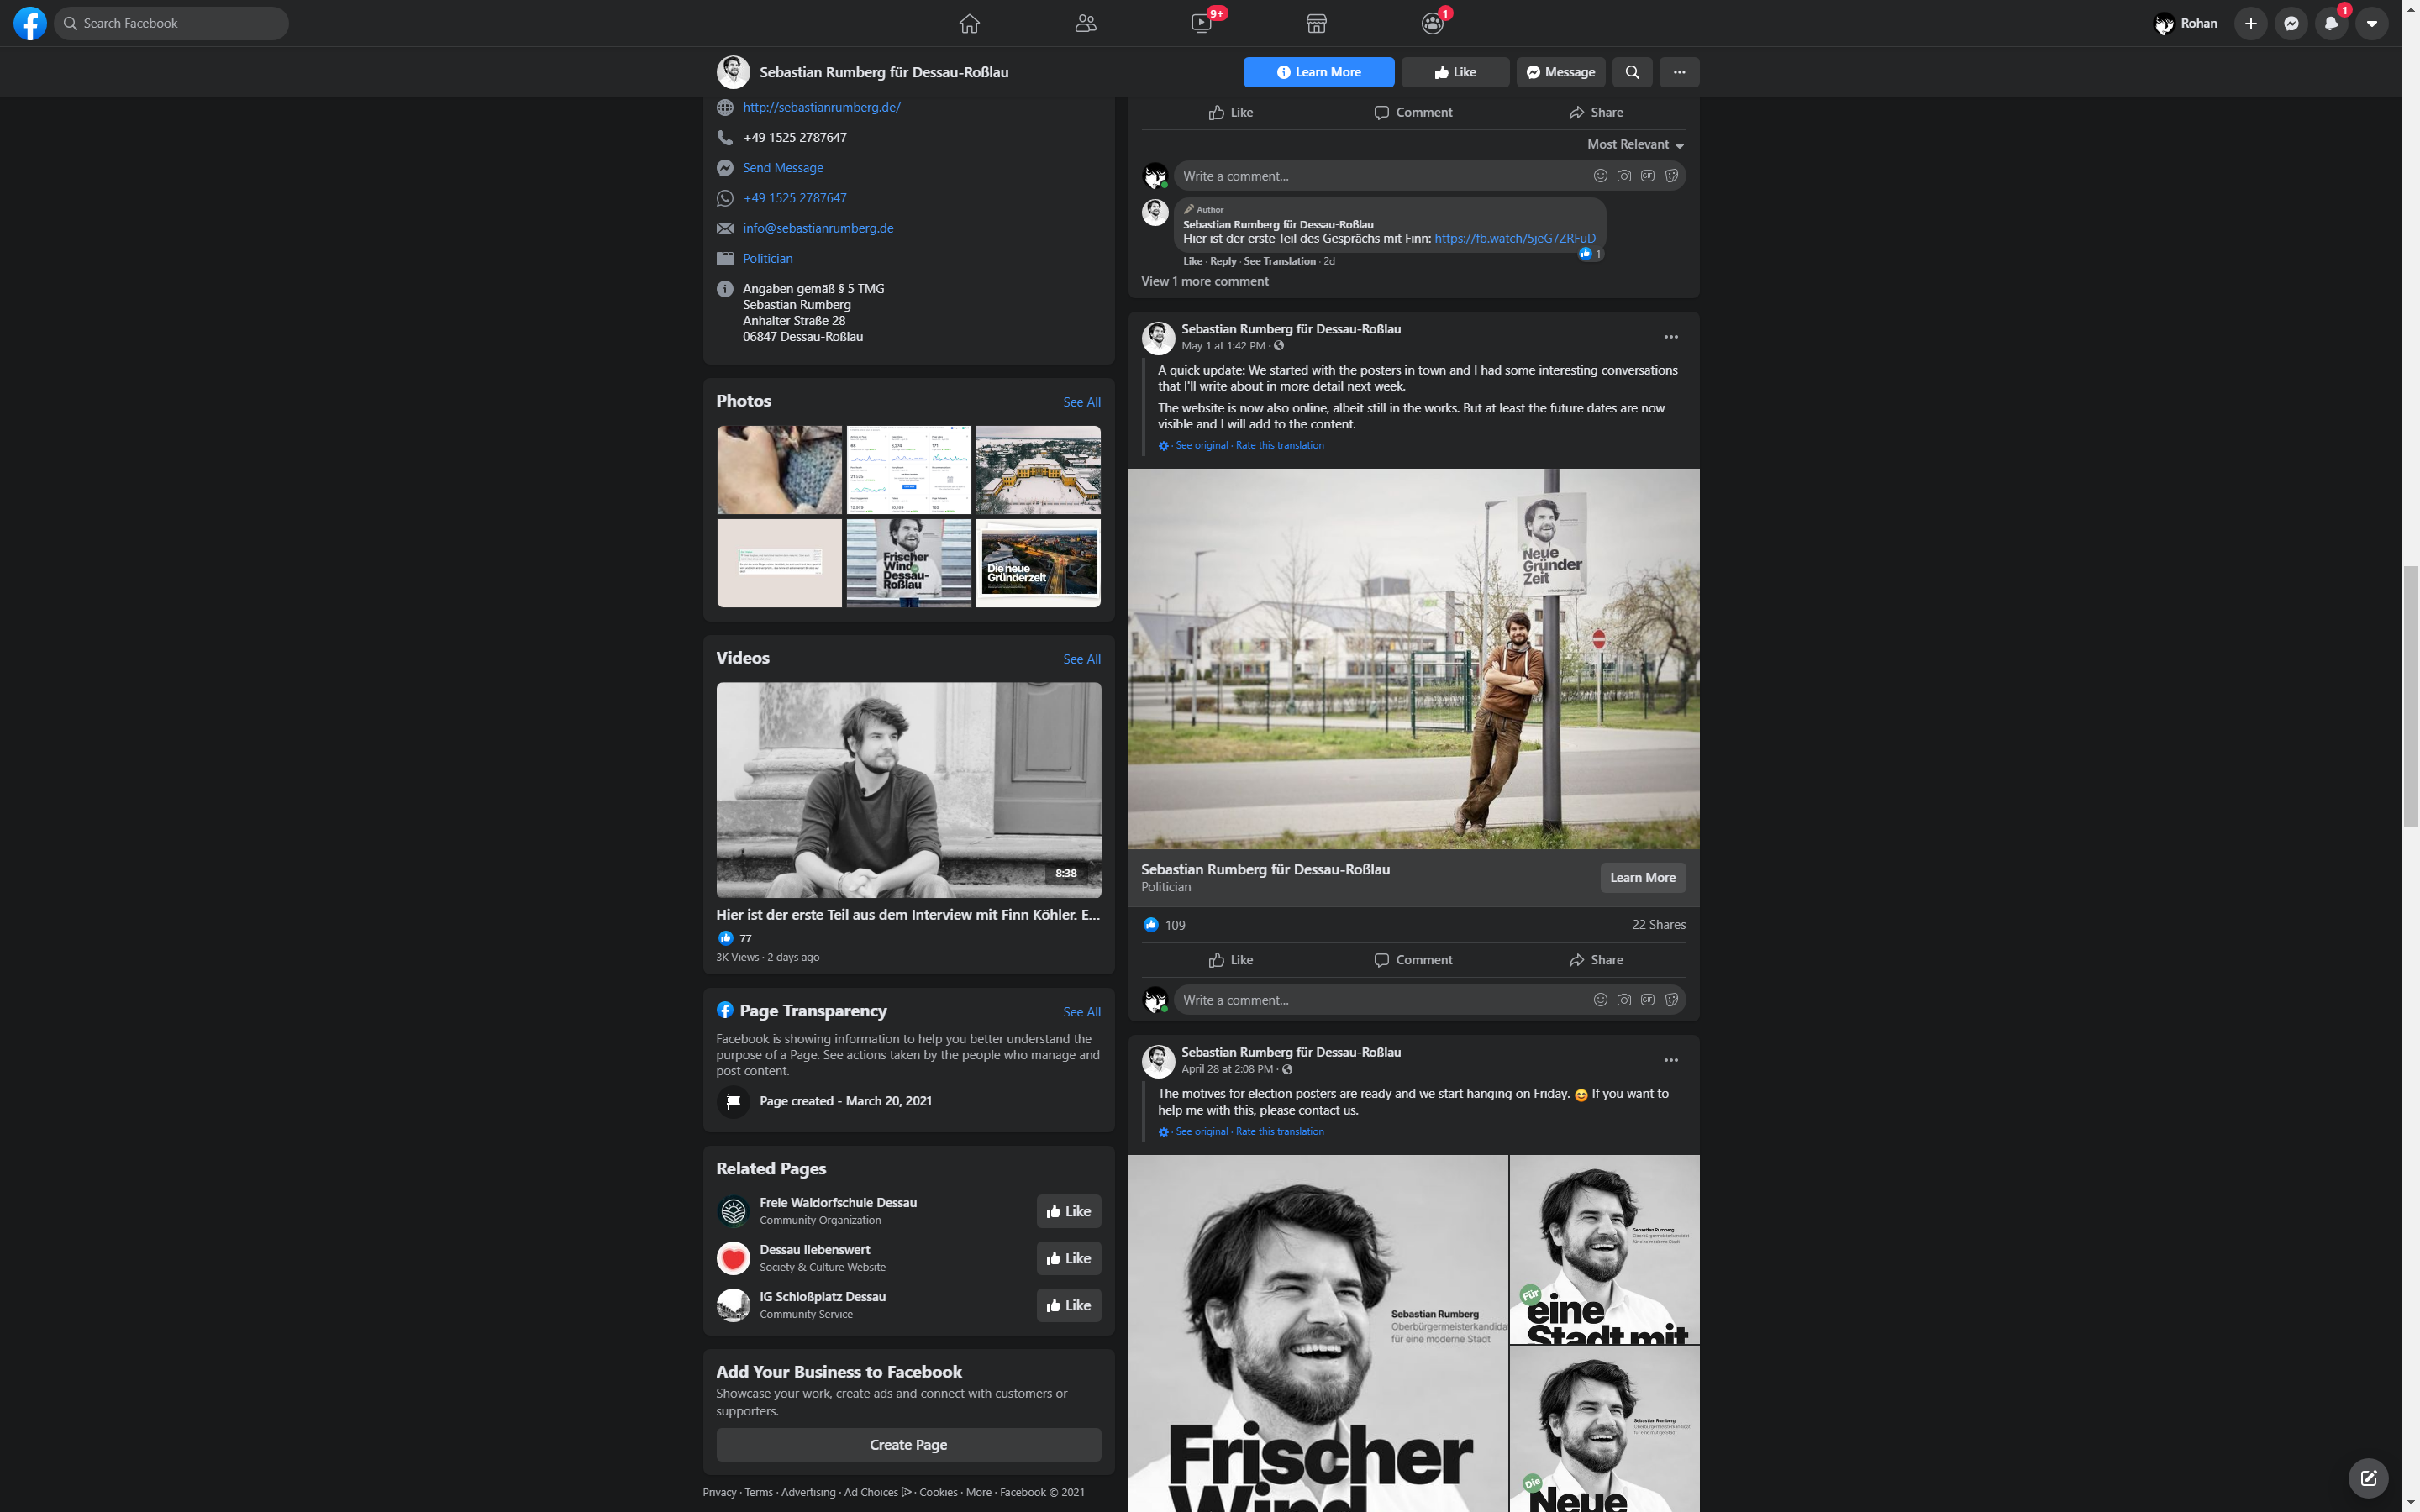 Search Facebook
9+
1
Rohan
1
Sebastian Rumberg für Dessau-Roßlau
Learn More
Like
Message
http://sebastianrumberg.de/
+49 1525 2787647
Send Message
+49 1525 2787647
info@sebastianrumberg.de
Politician
Angaben gemäß § 5 TMG
Sebastian Rumberg
Anhalter Straße 28
06847 Dessau-Roßlau
Photos
See All
Frischer
Wind
Dessau-
Roßlau
Die neue
Gründerzeit
Videos
See All
8:38
Hier ist der erste Teil aus dem Interview mit Finn Köhler. E...
77
3K Views · 2 days ago
Page Transparency
See All
Facebook is showing information to help you better understand the
purpose of a Page. See actions taken by the people who manage and
post content.
Page created - March 20, 2021
Related Pages
Freie Waldorfschule Dessau
Community Organization
Like
Dessau liebenswert
Society & Culture Website
Like
IG Schloßplatz Dessau
Community Service
Like
Add Your Business to Facebook
Showcase your work, create ads and connect with customers or
supporters.
Create Page
Privacy · Terms · Advertising · Ad Choices · Cookies · More · Facebook © 2021
Like
Comment
Share
Most Relevant
Write a comment...
GIF
Author
Sebastian Rumberg für Dessau-Roßlau
Hier ist der erste Teil des Gesprächs mit Finn: https://fb.watch/5jeG7ZRFuD
1
Like · Reply · See Translation · 2d
View 1 more comment
Sebastian Rumberg für Dessau-Roßlau
May 1 at 1:42 PM ·
A quick update: We started with the posters in town and I had some interesting conversations
that I'll write about in more detail next week.
The website is now also online, albeit still in the works. But at least the future dates are now
visible and I will add to the content.
· See original · Rate this translation
Neue
Gründer
Zeit
Sebastian Rumberg für Dessau-Roßlau
Politician
Learn More
109
22 Shares
Like
Comment
Share
Write a comment...
GIF
Sebastian Rumberg für Dessau-Roßlau
April 28 at 2:08 PM ·
The motives for election posters are ready and we start hanging on Friday. 😊 If you want to
help me with this, please contact us.
· See original · Rate this translation
Sebastian Rumberg
Oberbürgermeisterkandida
für eine moderne Stadt
Frischer
Wind
Sebastian Rumberg
Oberbürgermeisterkandidat
für eine moderne Stadt
Für
eine
Stadt mit
Sebastian Rumberg
Die
Neue